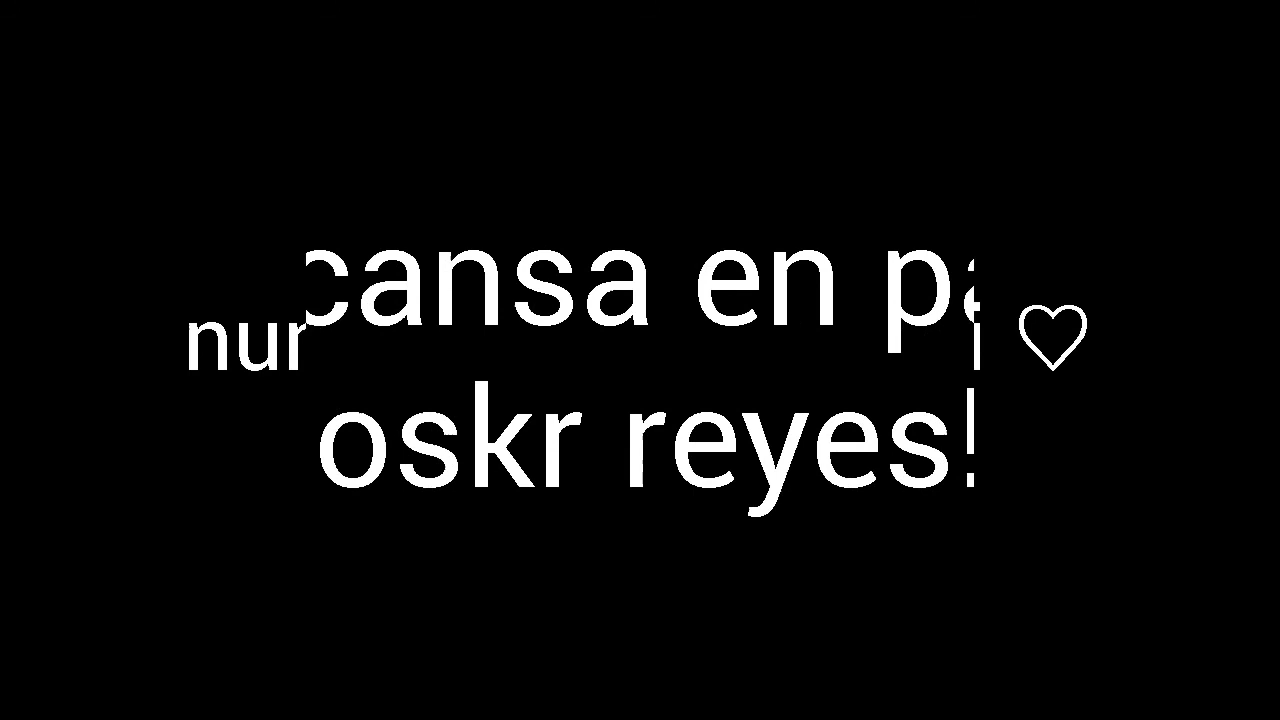 cansa en pa
nur ♡
oskr reyes!